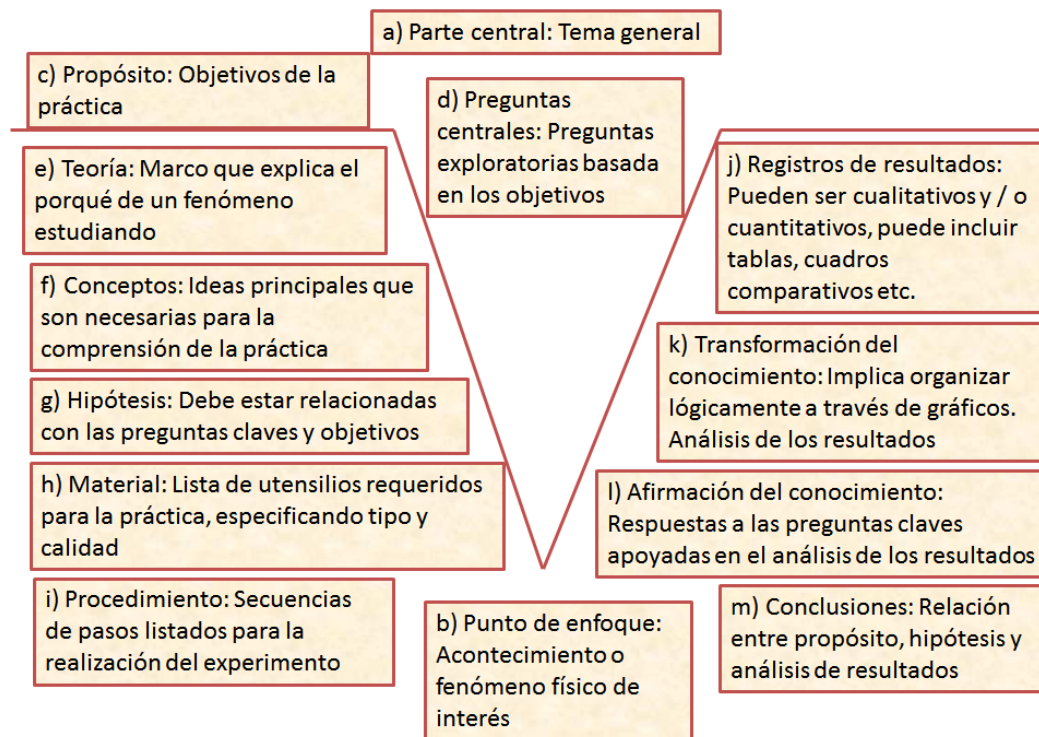 a) Parte central: Tema general
c) Propósito: Objetivos de la
práctica
d) Preguntas
centrales: Preguntas
exploratorias basada
en los objetivos
e) Teoría: Marco que explica el
porqué de un fenómeno
estudiando
f) Conceptos: Ideas principales que
son necesarias para la
comprensión de la práctica
g) Hipótesis: Debe estar relacionadas
con las preguntas claves y objetivos
h) Material: Lista de utensilios requeridos
para la práctica, especificando tipo y
calidad
i) Procedimiento: Secuencias
de pasos listados para la
realización del experimento
b) Punto de enfoque:
Acontecimiento o
fenómeno físico de
interés
j) Registros de resultados:
Pueden ser cualitativos y / o
cuantitativos, puede incluir
tablas, cuadros
comparativos etc.
k) Transformación del
conocimiento: Implica organizar
lógicamente a través de gráficos.
Análisis de los resultados
l) Afirmación del conocimiento:
Respuestas a las preguntas claves
apoyadas en el análisis de los resultados
m) Conclusiones: Relación
entre propósito, hipótesis y
análisis de resultados